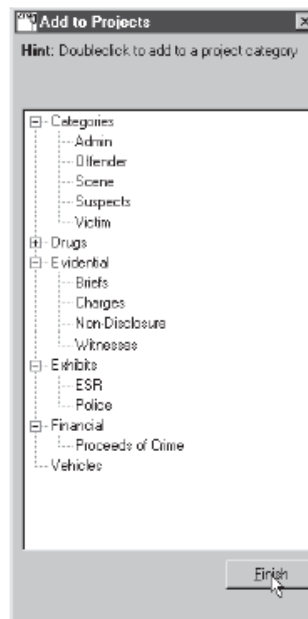 Add to Projects
Hint: Doubleclick to add to a project category
Categories
Admin
Offender
Scene
Suspects
Victim
Drugs
Evidential
Briefs
Charges
Non-Disclosure
Witnesses
Exhibits
ESR
Police
Financial
Proceeds of Crime
Vehicles
Finish